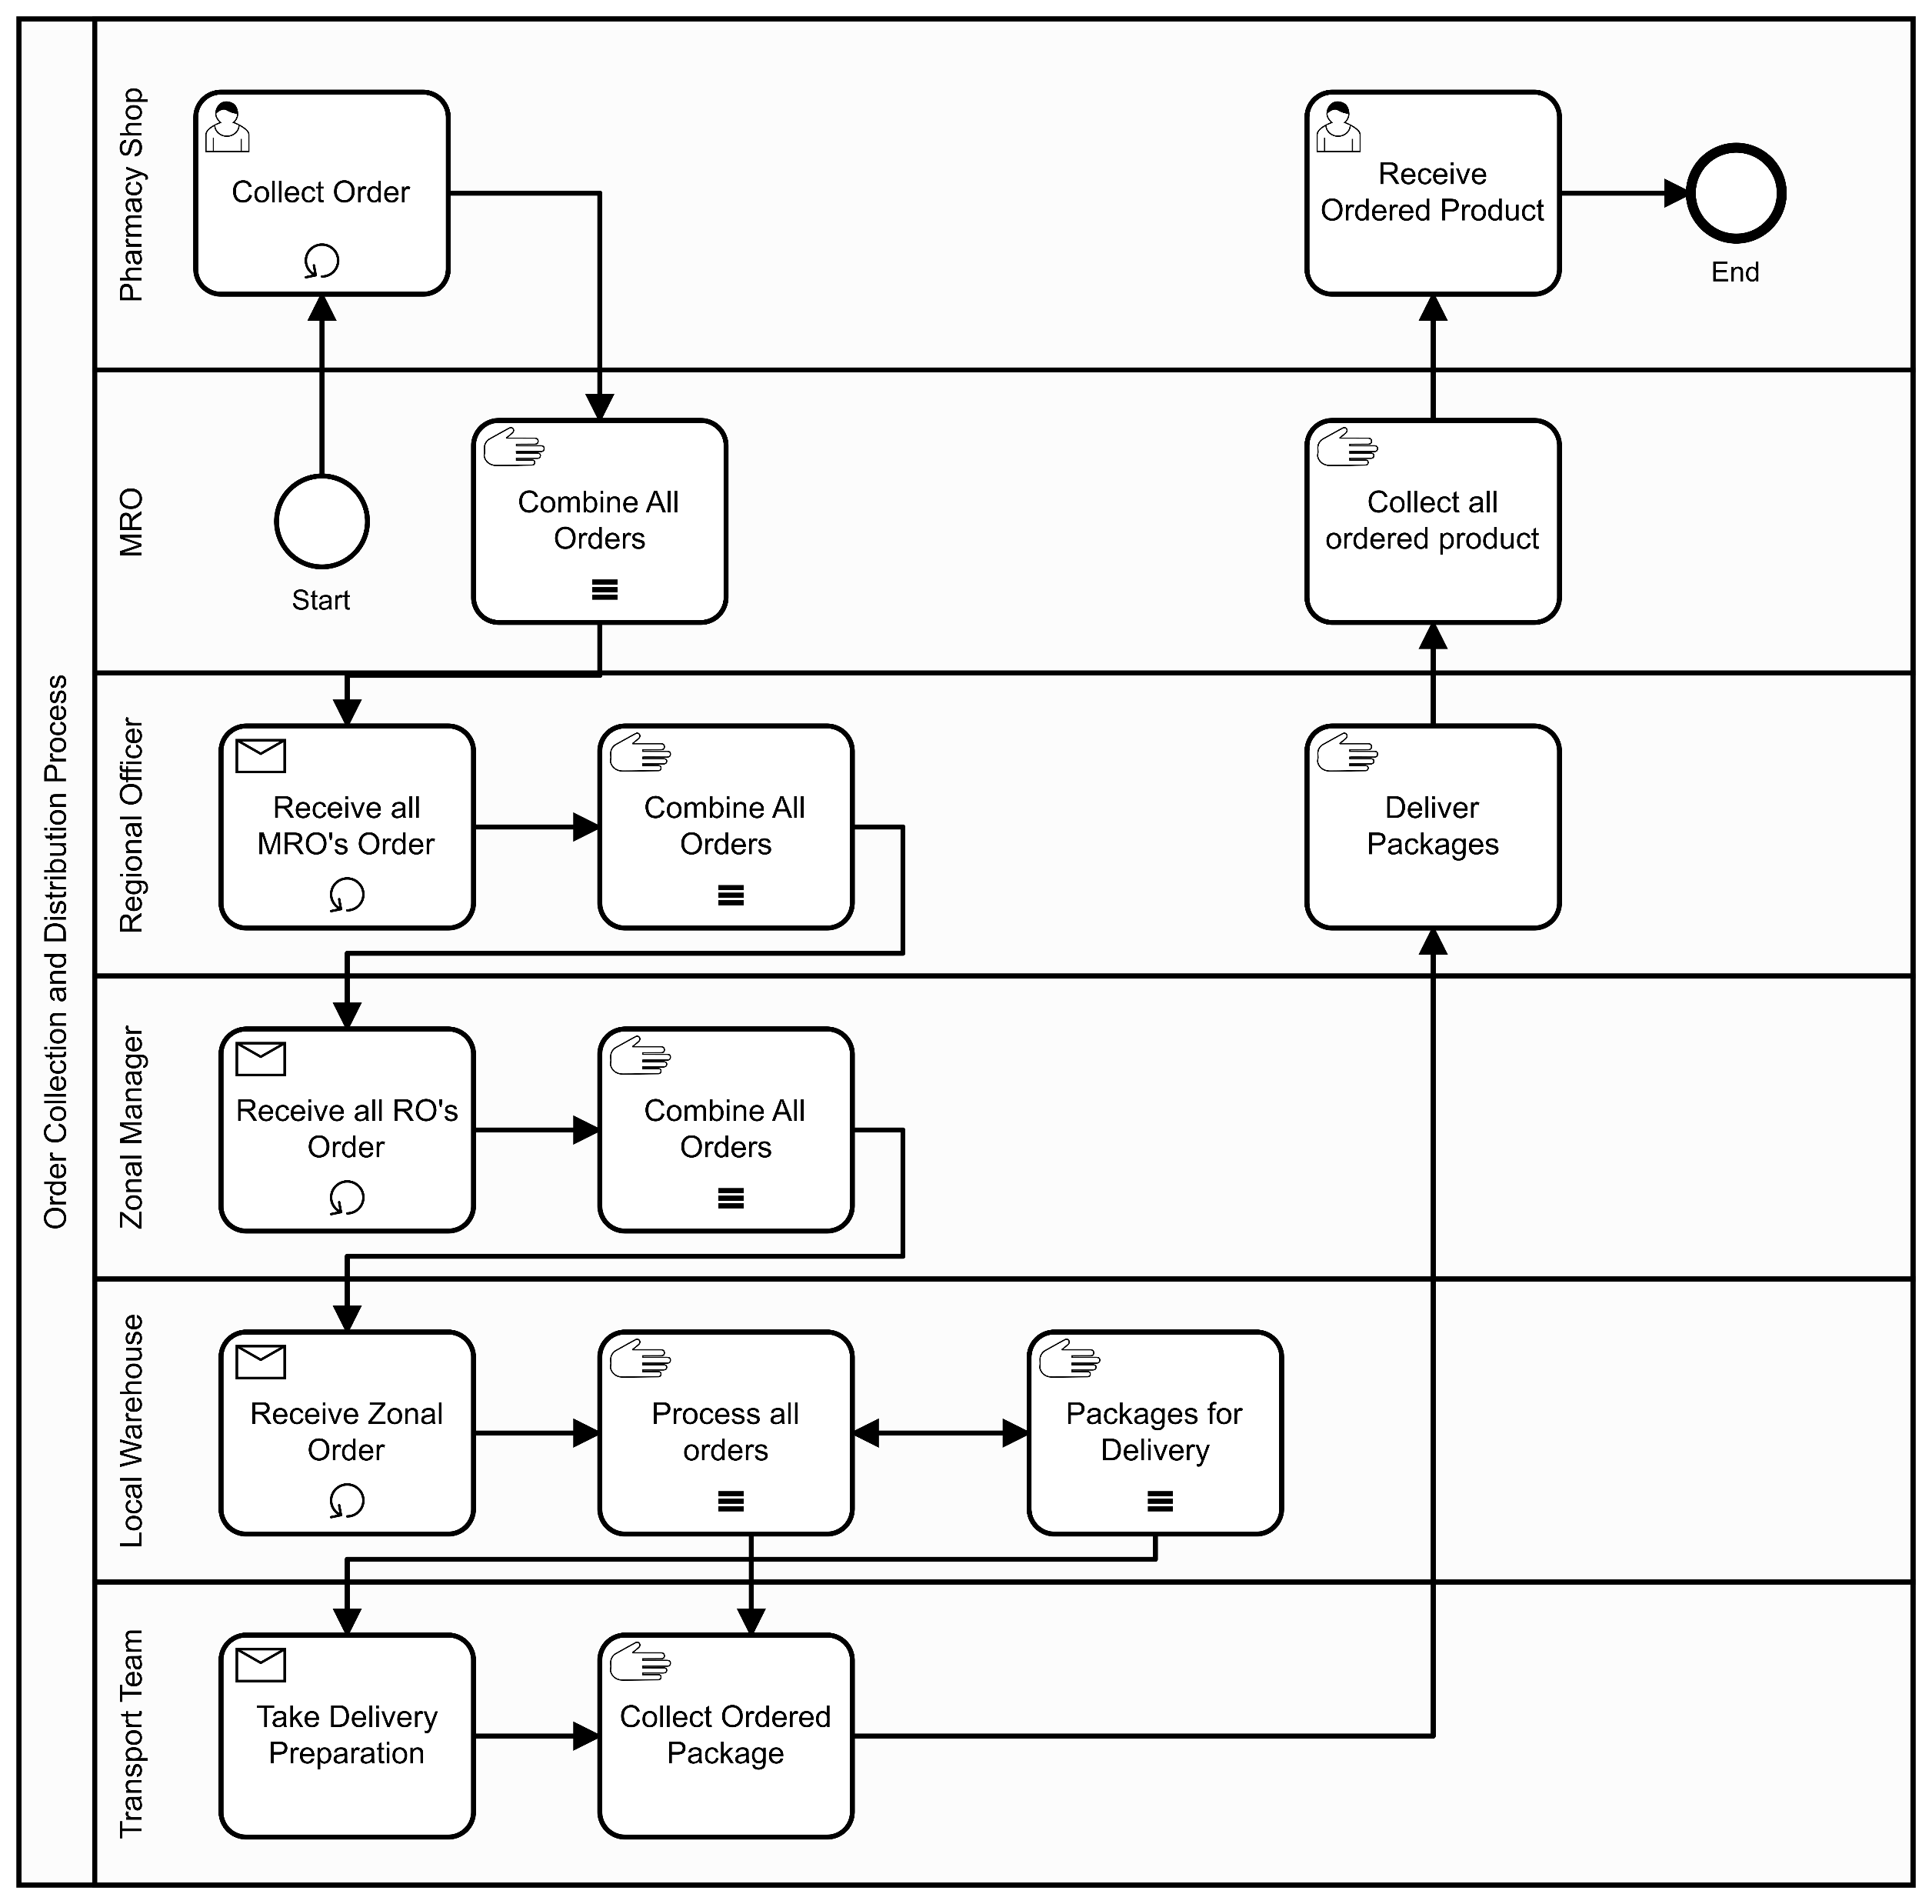 Order Collection and Distribution Process
Pharmacy Shop
Collect Order
Receive
Ordered Product
End
MRO
Start
Combine All
Orders
Collect all
ordered product
Regional Officer
Receive all
MRO's Order
Combine All
Orders
Deliver
Packages
Zonal Manager
Receive all RO's
Order
Combine All
Orders
Local Warehouse
Receive Zonal
Order
Process all
orders
Packages for
Delivery
Transport Team
Take Delivery
Preparation
Collect Ordered
Package